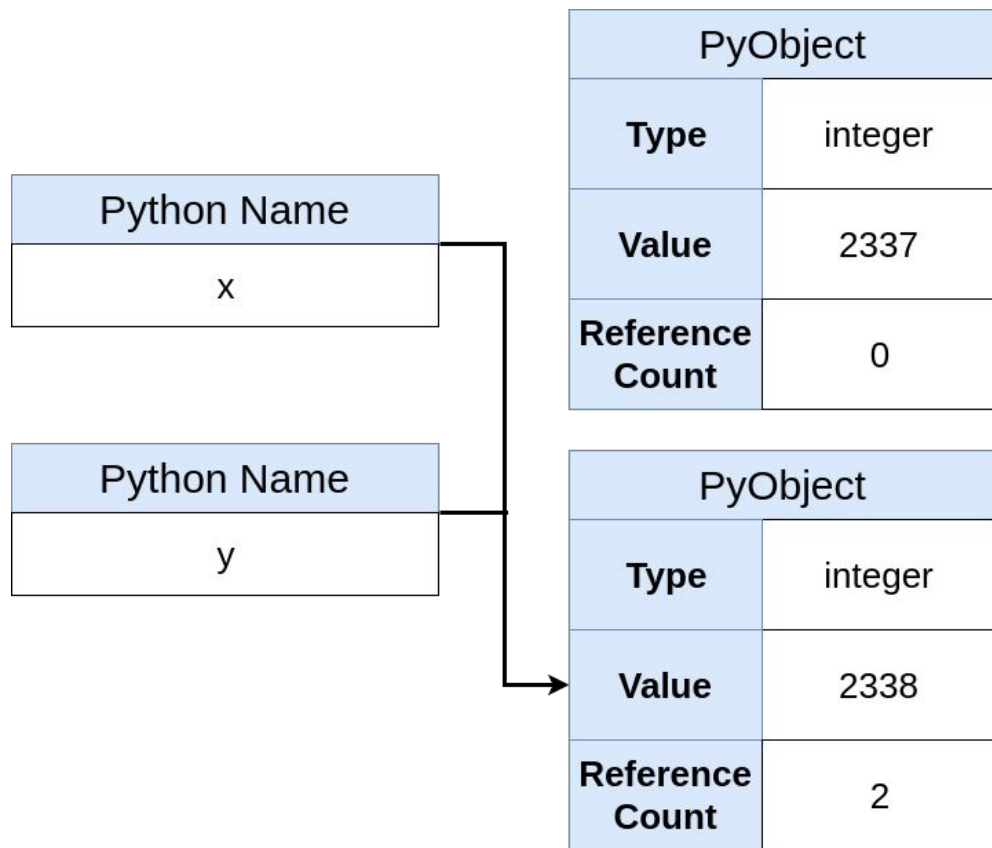 Python Name
x
Python Name
y
PyObject
Type
integer
Value
2337
Reference
Count
0
PyObject
Type
integer
Value
2338
Reference
Count
2